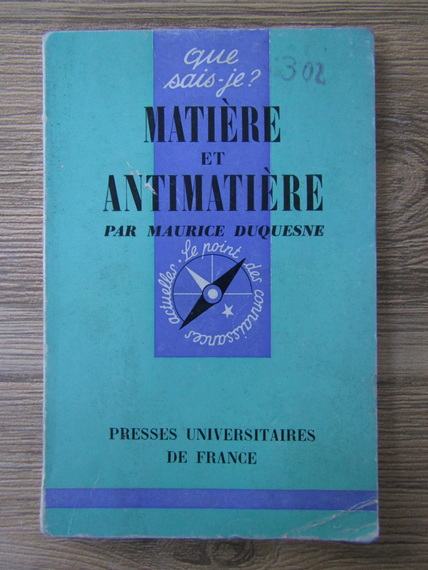 que
sais-je?
302
MATIÈRE
ET
ANTIMATIÈRE
PAR MAURICE DUQUESNE
Le point des connaissances actuelles.
PRESSES UNIVERSITAIRES
DE FRANCE